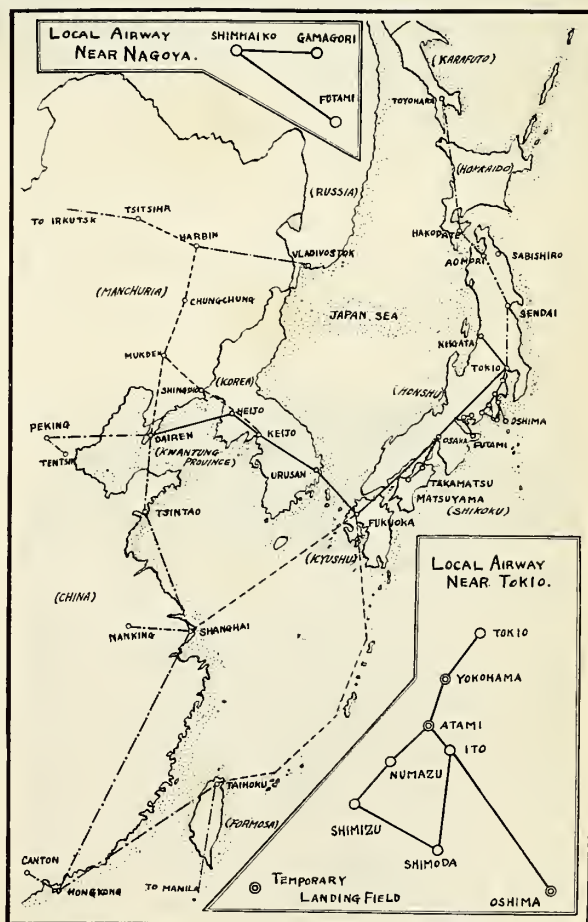 LOCAL AIRWAY
NEAR NAGOYA.
SHIMHAIKO
GAMAGORI
FUTAMI
(KARAFUTO)
TOYOHARA
(HOKKAIDO)
(RUSSIA)
TO IRKUTSK
TSITSIHR
HARBIN
VLADIVOSTOK
HAKODATE
AOMORI
SABISHIRO
(MANCHURIA)
CHUNGCHUNG
SENDAI
JAPAN SEA
NIIGATA
MUKDEN
TOKIO
SHINGISHU
(KOREA)
(HONSHU)
HEIJO
PEKING
DAIREN
KEIJO
OSHIMA
TENTSIN
(KWANTUNG
PROVINCE)
OSAKA
FUTAMI
URUSAN
TAKAMATSU
MATSUYAMA
(SHIKOKU)
TSINTAO
FUKUOKA
(KYUSHU)
(CHINA)
NANKING
SHANGHAI
TAIHOKU
(FORMOSA)
CANTON
HONGKONG
TO MANILA
LOCAL AIRWAY
NEAR TOKIO.
TOKIO
YOKOHAMA
ATAMI
ITO
NUMAZU
SHIMIZU
SHIMODA
OSHIMA
TEMPORARY
LANDING FIELD